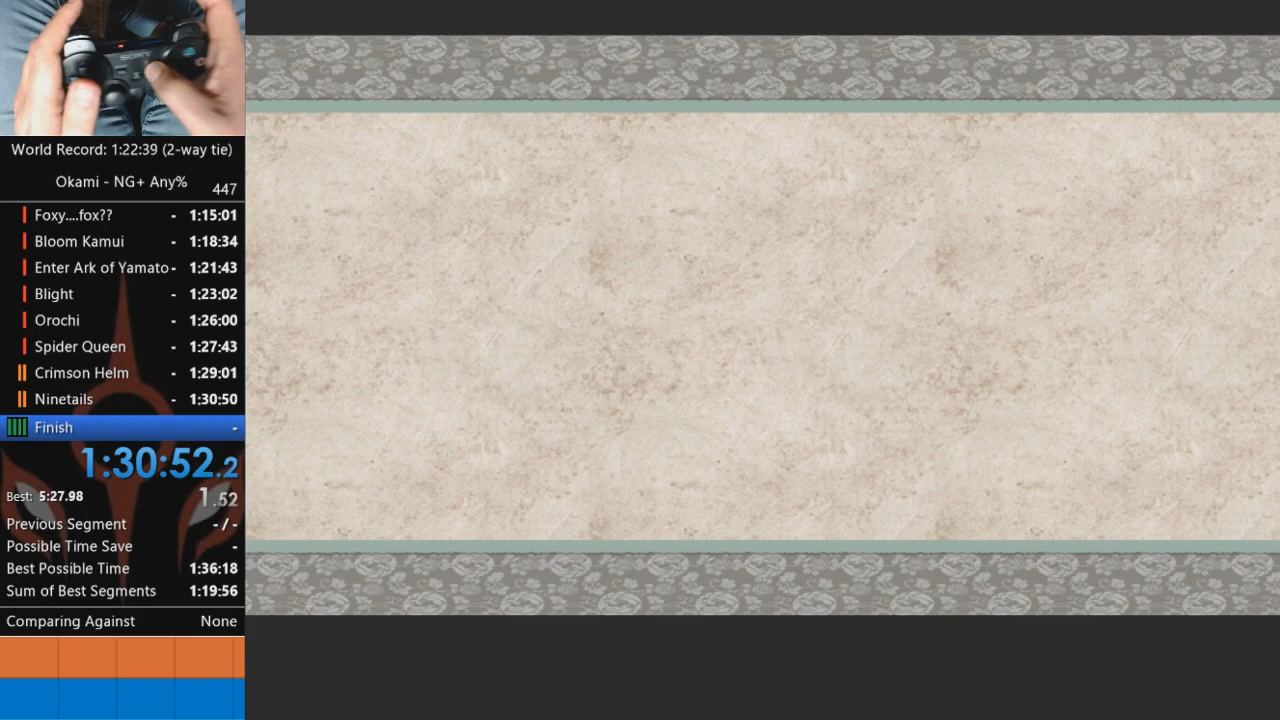 World Record: 1:22:39 (2-way tie)
Okami - NG+ Any% 447
Foxy....fox?? - 1:15:01
Bloom Kamui - 1:18:34
Enter Ark of Yamato - 1:21:43
Blight - 1:23:02
Orochi - 1:26:00
Spider Queen - 1:27:43
Crimson Helm - 1:29:01
Ninetails - 1:30:50
Finish -
1:30:52.2
Best: 5:27.98 1.52
Previous Segment - / -
Possible Time Save -
Best Possible Time 1:36:18
Sum of Best Segments 1:19:56
Comparing Against None